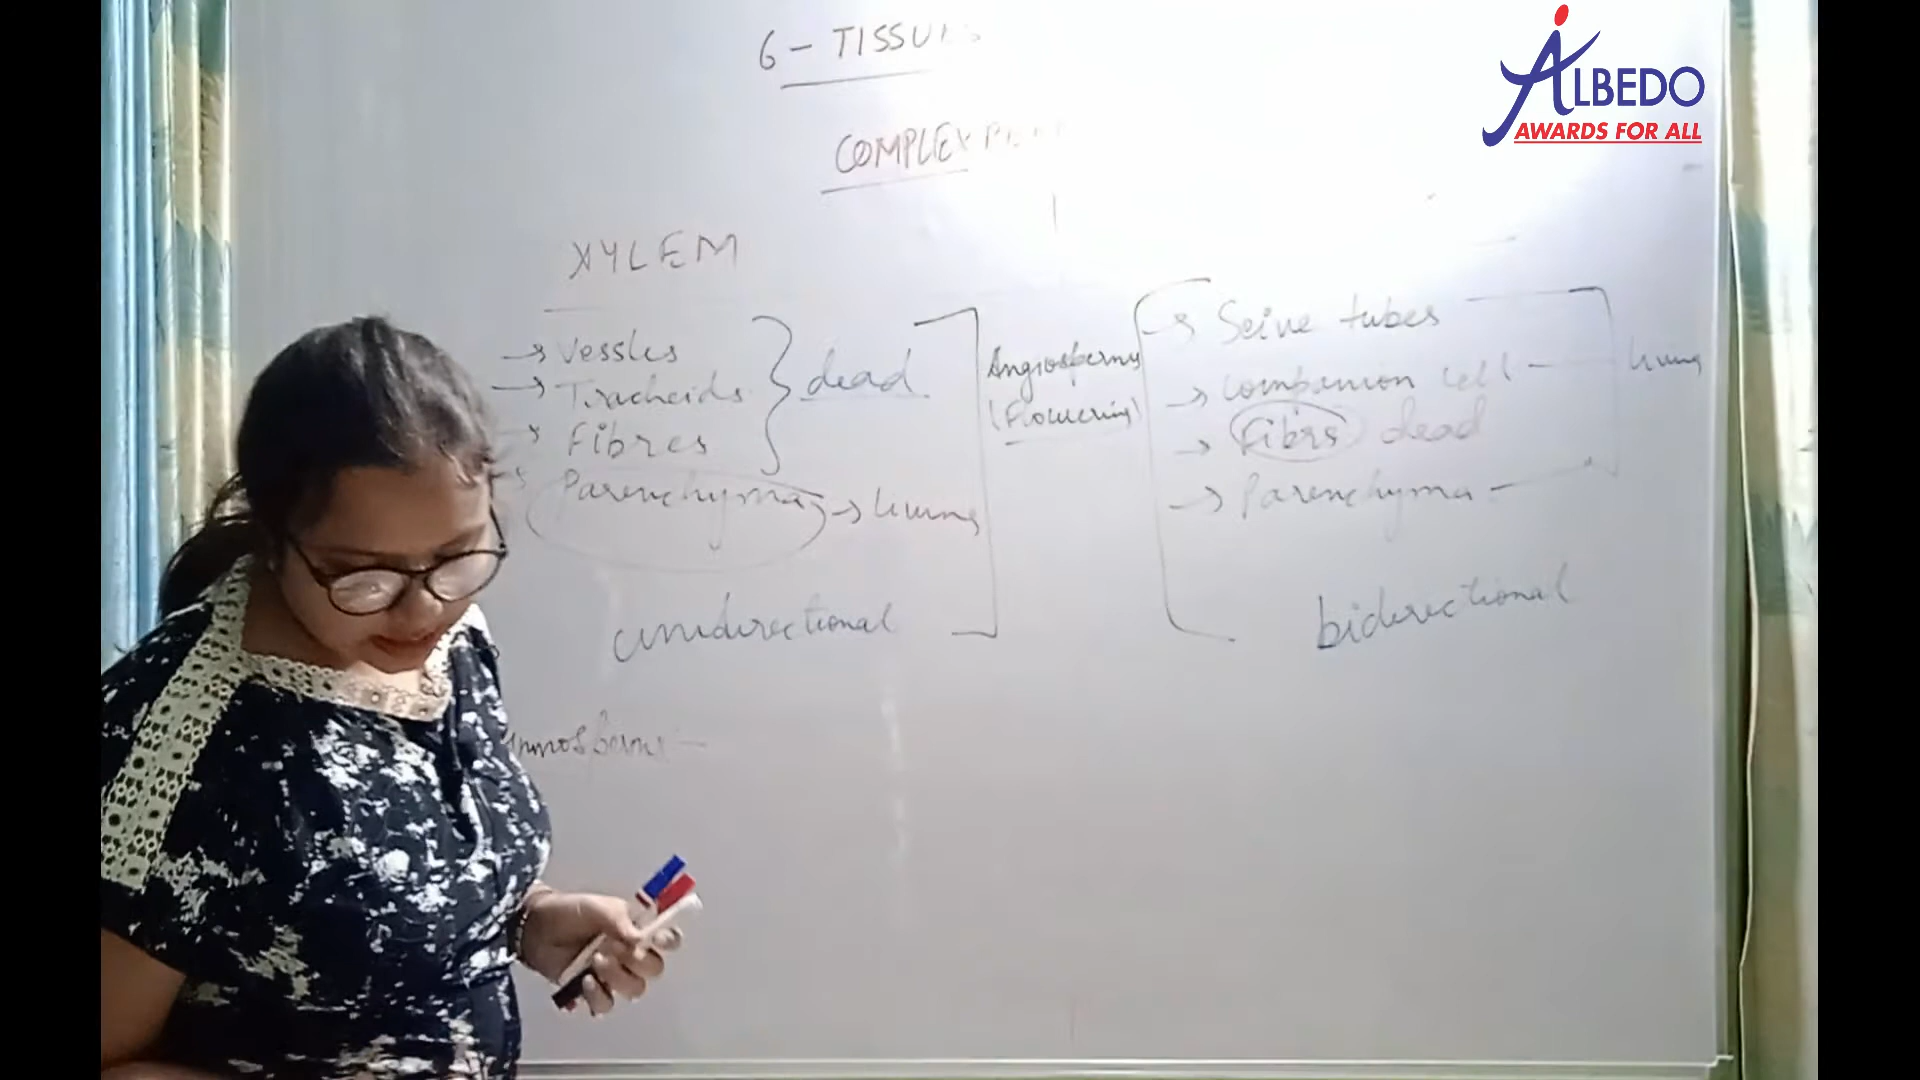 6 - TISSUES
COMPLEX
ALBEDO
AWARDS FOR ALL
XYLEM
→ Vessles
→ Tracheids
→ Fibres
→ Parenchyma → living
dead
unidirectional
Angiosperms
(Flowering)
→ Seive tubes
→ Companion cell
→ Fibrs dead
→ Parenchyma
living
bidirectional